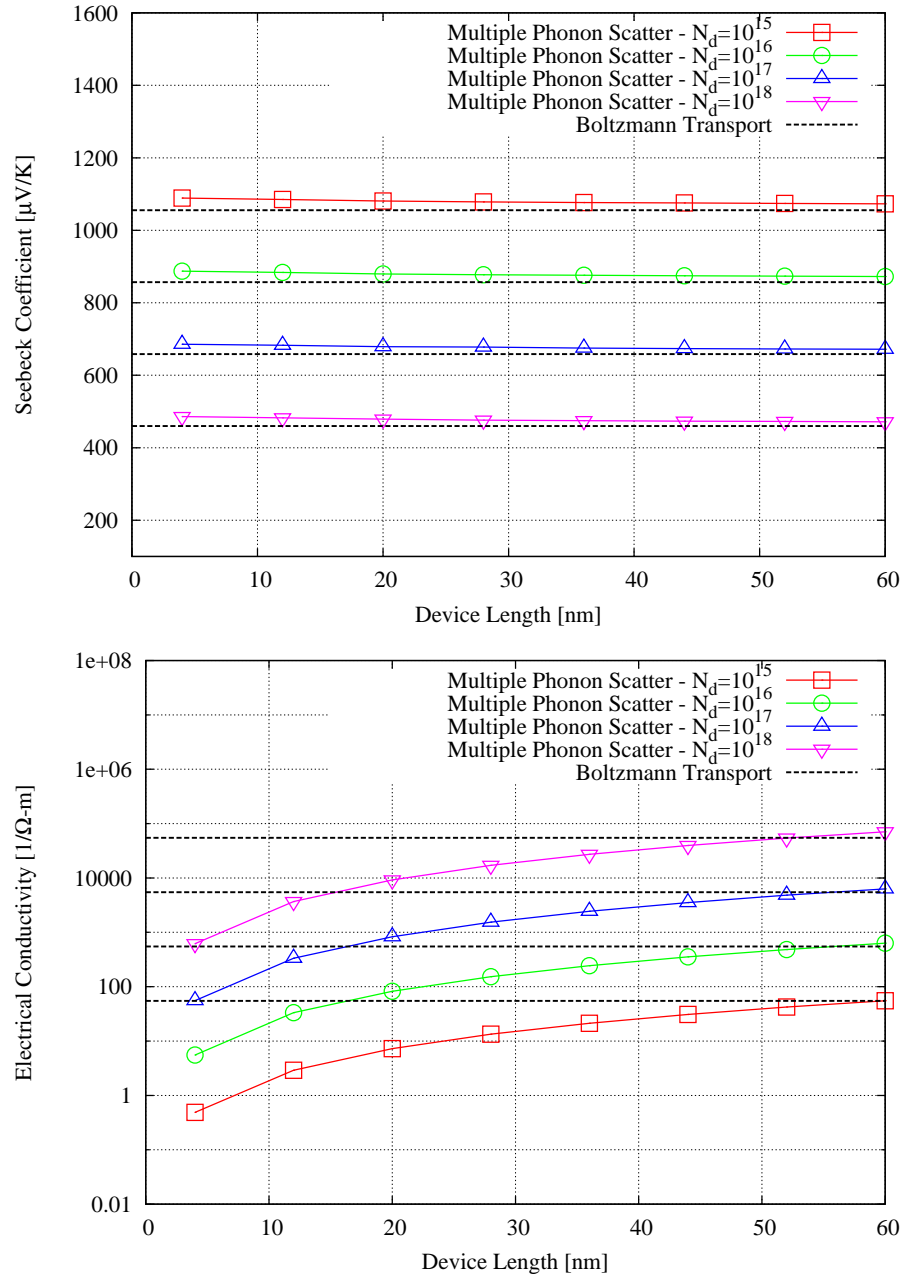 1600
1400
1200
1000
800
600
400
200
0
10
20
30
40
50
60
Seebeck Coefficient [µV/K]
Device Length [nm]
Multiple Phonon Scatter - N_d=10^15
Multiple Phonon Scatter - N_d=10^16
Multiple Phonon Scatter - N_d=10^17
Multiple Phonon Scatter - N_d=10^18
Boltzmann Transport
1e+08
1e+06
10000
100
1
0.01
0
10
20
30
40
50
60
Electrical Conductivity [1/Ω-m]
Device Length [nm]
Multiple Phonon Scatter - N_d=10^15
Multiple Phonon Scatter - N_d=10^16
Multiple Phonon Scatter - N_d=10^17
Multiple Phonon Scatter - N_d=10^18
Boltzmann Transport